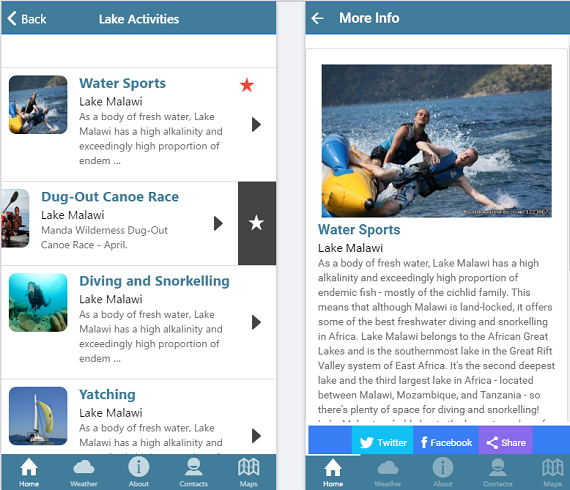 Back
Lake Activities
Water Sports
Lake Malawi
As a body of fresh water, Lake
Malawi has a high alkalinity and
exceedingly high proportion of
endem ...
Dug-Out Canoe Race
Lake Malawi
Manda Wilderness Dug-Out
Canoe Race - April.
Diving and Snorkelling
Lake Malawi
As a body of fresh water, Lake
Malawi has a high alkalinity and
exceedingly high proportion of
endem ...
Yatching
Lake Malawi
As a body of fresh water, Lake
Malawi has a high alkalinity and
Home
Weather
About
Contacts
Maps
More Info
Water Sports
Lake Malawi
As a body of fresh water, Lake Malawi has a high
alkalinity and exceedingly high proportion of
endemic fish - mostly of the cichlid family. This
means that although Malawi is land-locked, it offers
some of the best freshwater diving and snorkelling
in Africa. Lake Malawi belongs to the African Great
Lakes and is the southernmost lake in the Great Rift
Valley system of East Africa. It's the second deepest
lake and the third largest lake in Africa - located
between Malawi, Mozambique, and Tanzania - so
there's plenty of space for diving and snorkelling!
Twitter
Facebook
Share
Home
Weather
About
Contacts
Maps